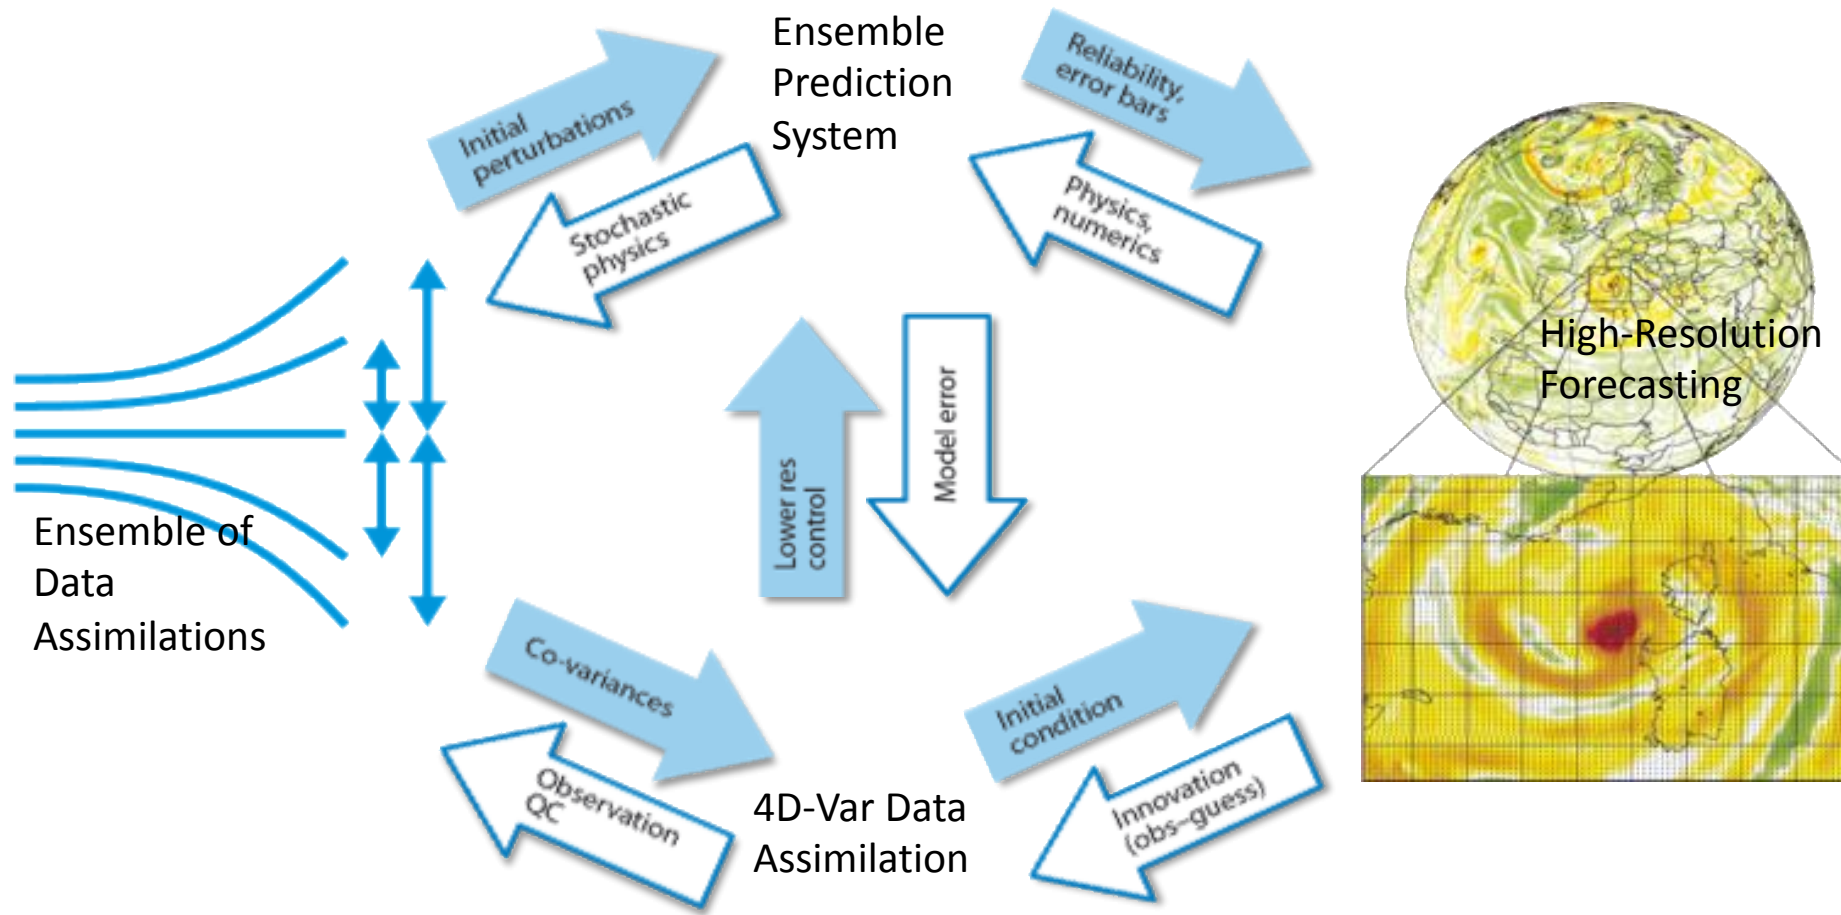 Ensemble
Prediction
System
Initial
perturbations
Stochastic
physics
Reliability,
error bars
Physics,
numerics
High-Resolution
Forecasting
Lower res
control
Model error
Ensemble of
Data
Assimilations
Co-variances
Observation
QC
4D-Var Data
Assimilation
Initial
condition
Innovation
(obs–guess)